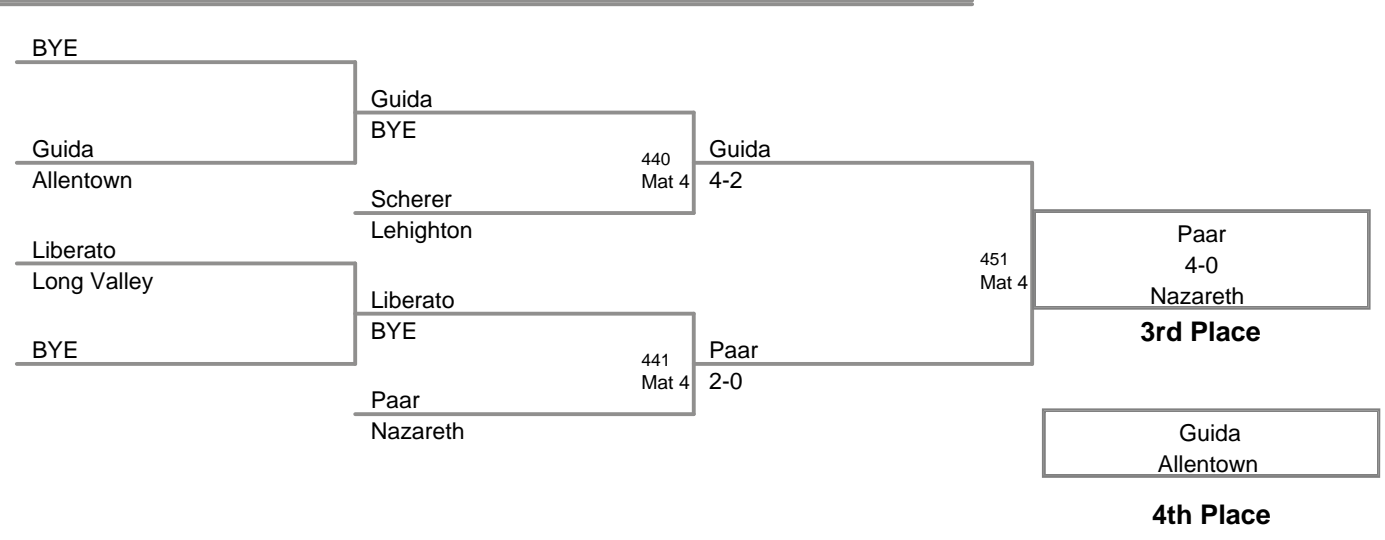 BYE
Guida
Allentown
Liberato
Long Valley
BYE
Guida
BYE
Scherer
Lehighton
Liberato
BYE
Paar
Nazareth
440
Mat 4
441
Mat 4
Guida
4-2
Paar
2-0
451
Mat 4
Paar
4-0
Nazareth
3rd Place
Guida
Allentown
4th Place